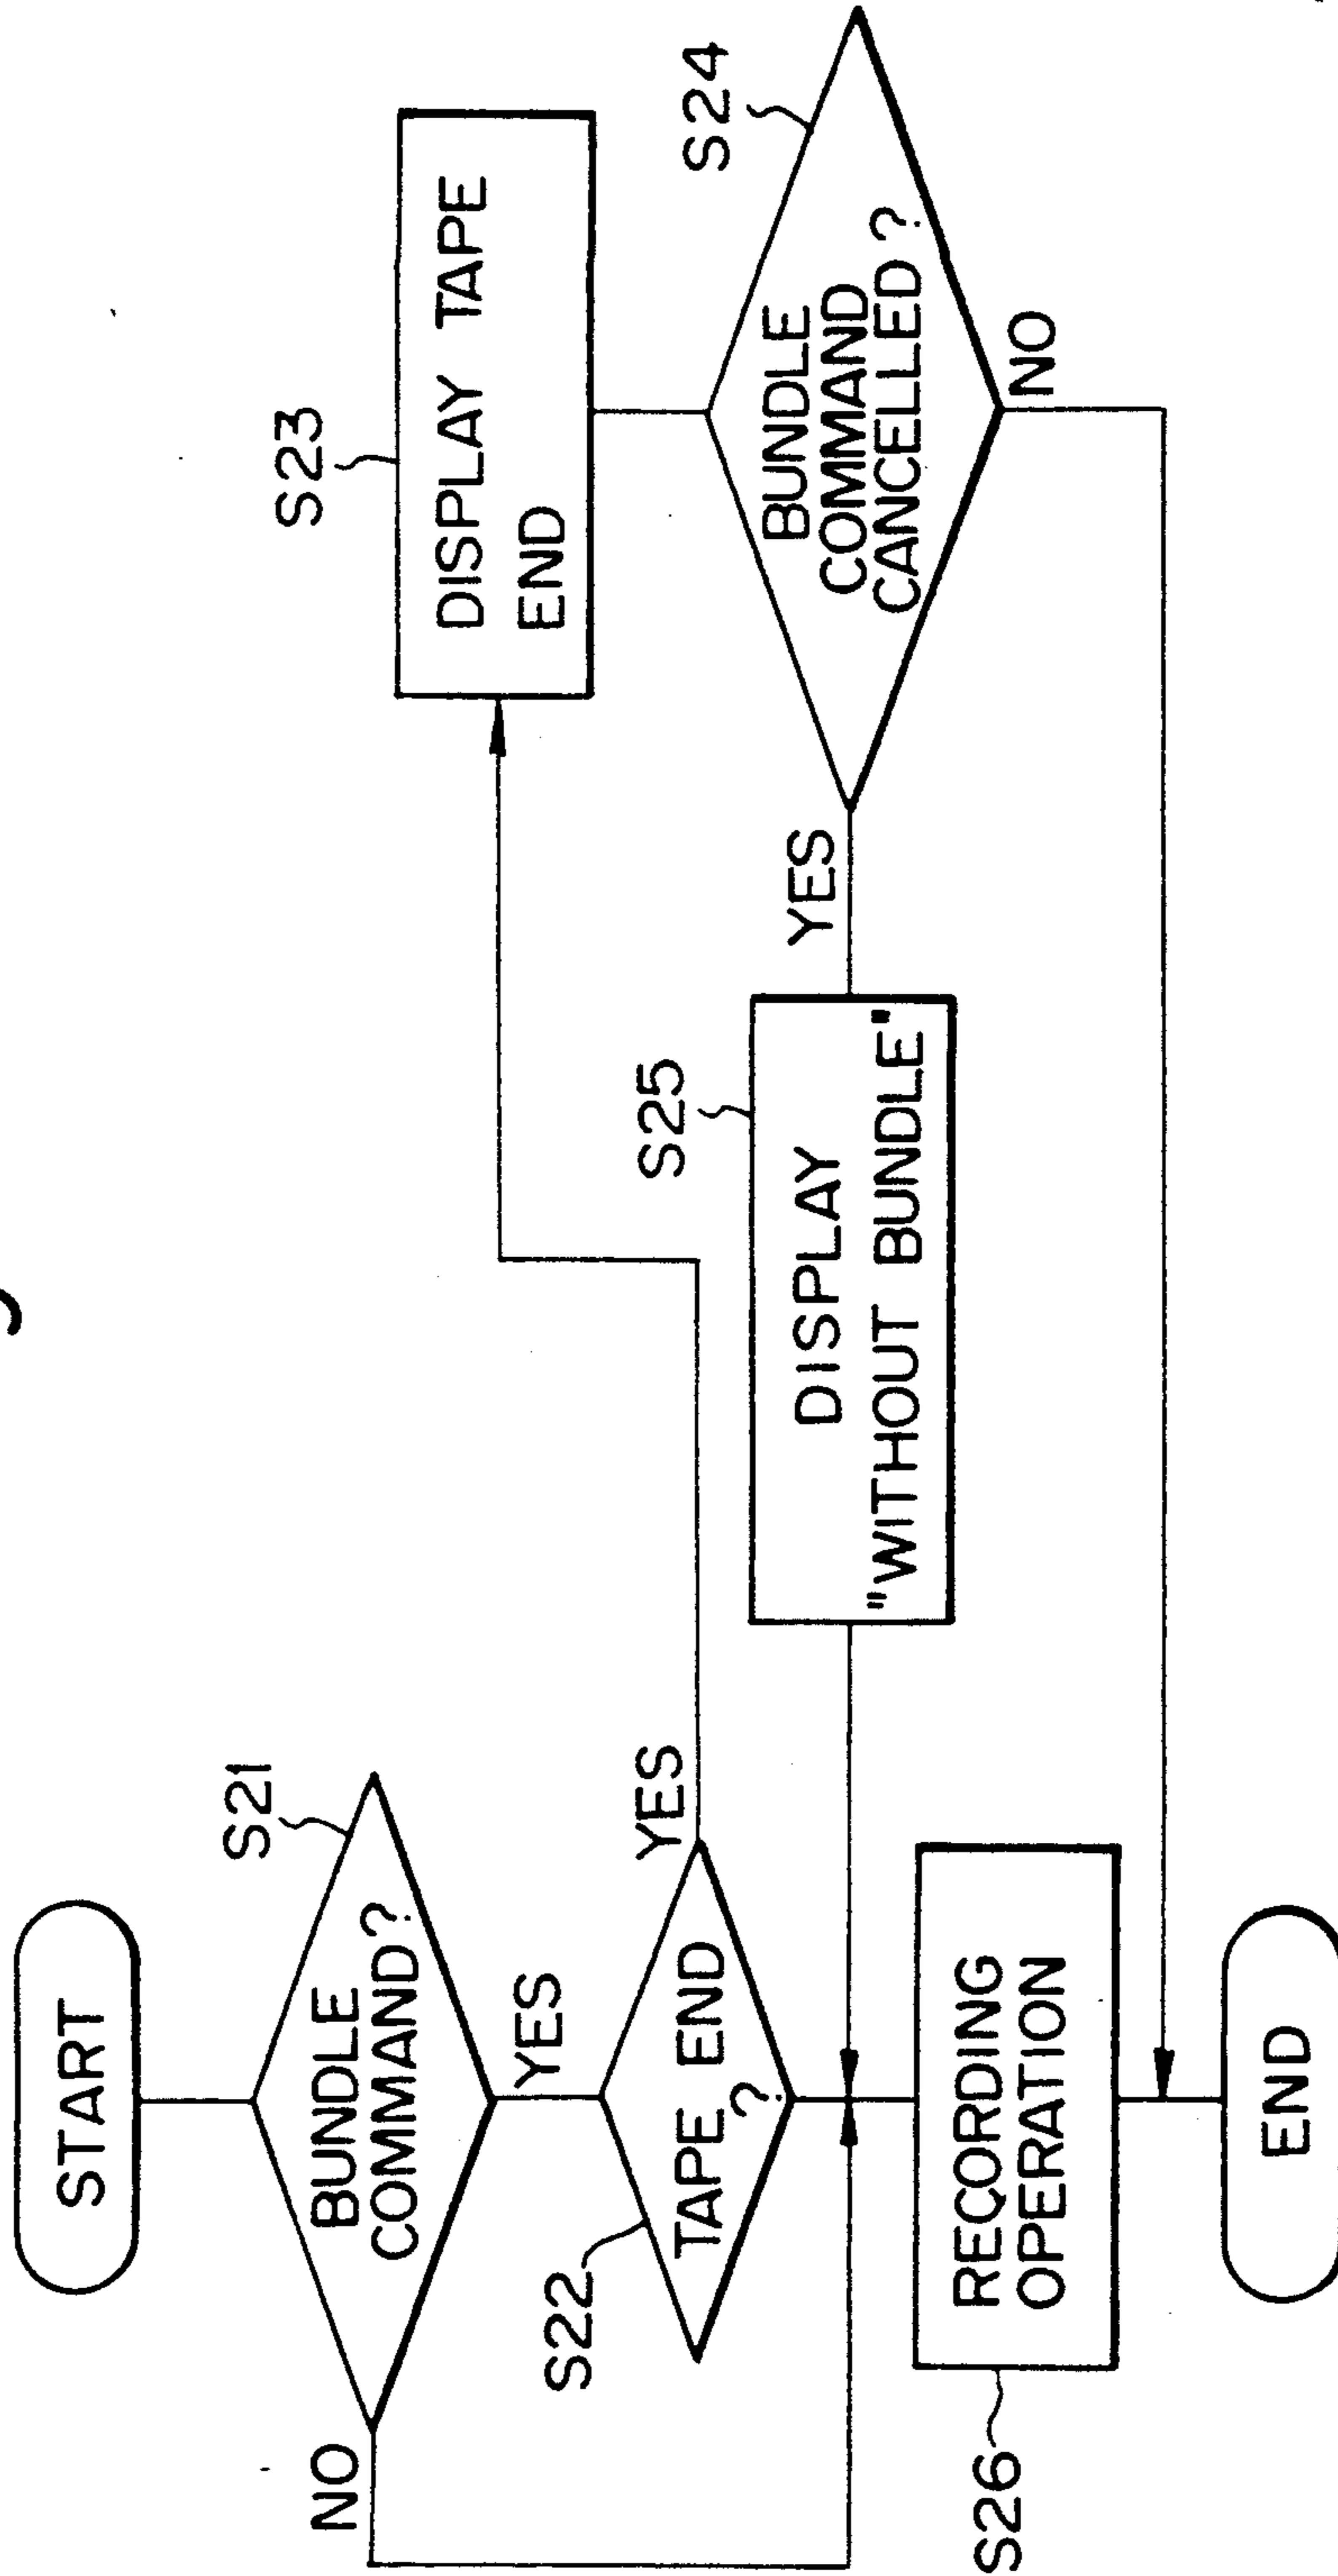 START
S21
BUNDLE
COMMAND?
NO
YES
S22
TAPE END
?
YES
S23
DISPLAY TAPE
END
S24
BUNDLE
COMMAND
CANCELLED?
YES
NO
S25
DISPLAY
"WITHOUT BUNDLE"
S26
RECORDING
OPERATION
END